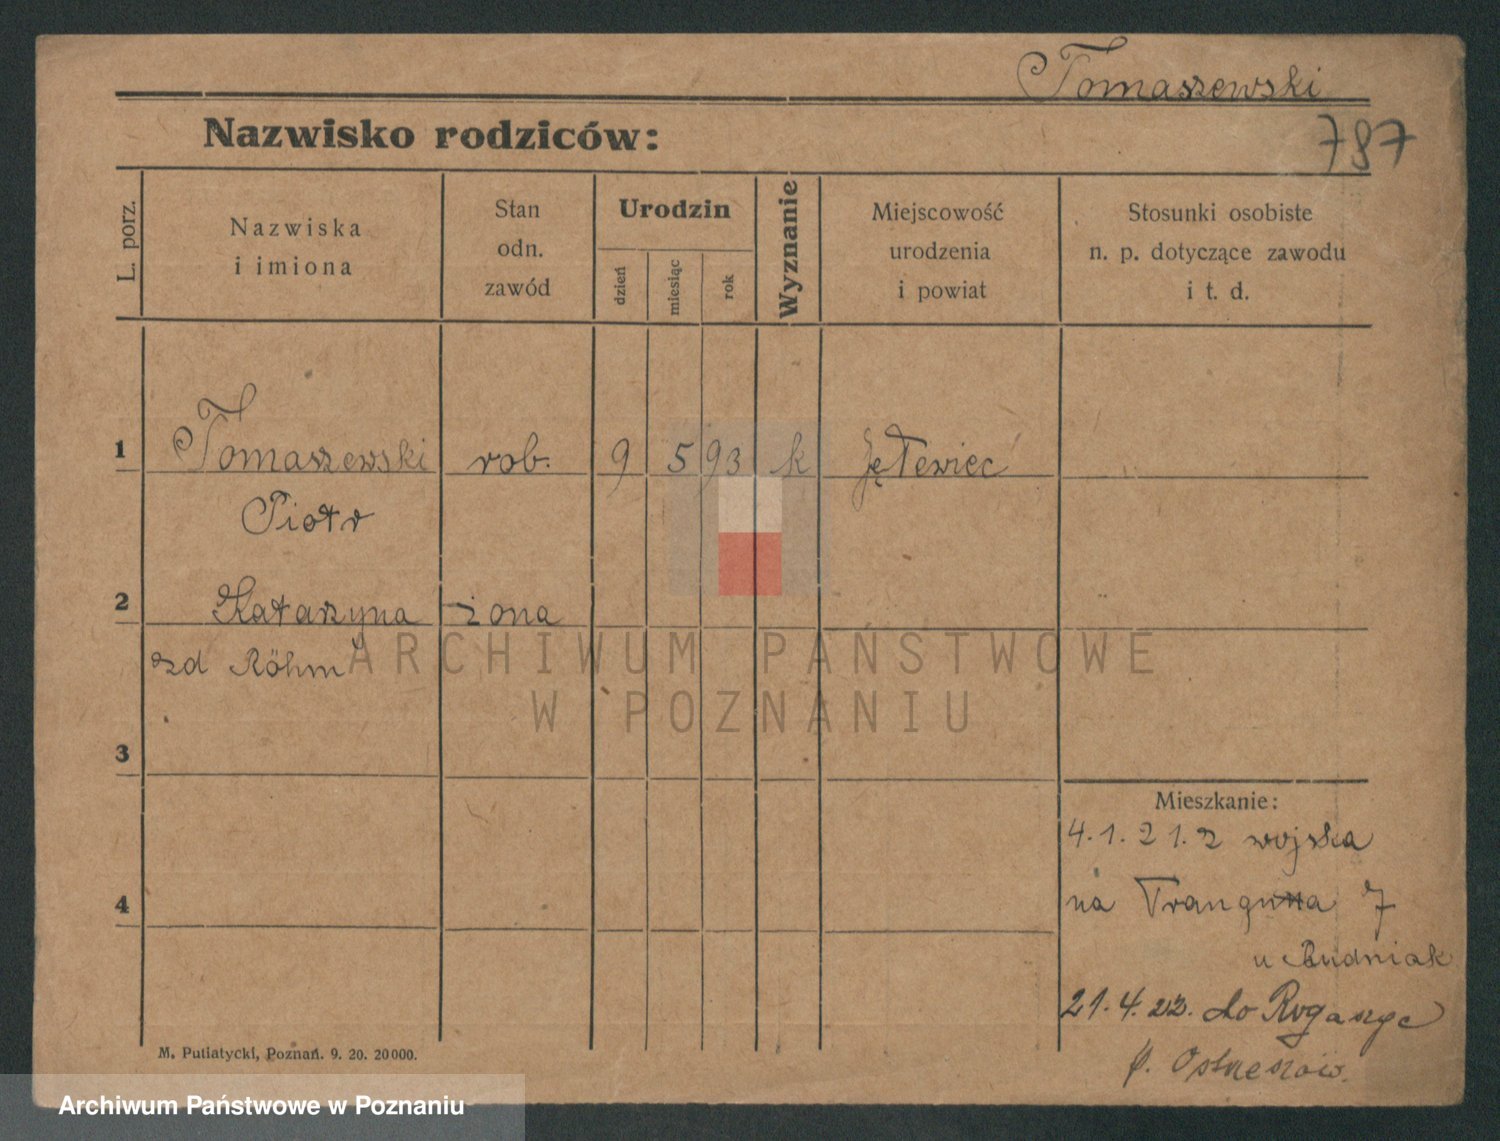 Tomaszewski
787
Nazwisko rodziców:
L. porz.
Nazwiska
i imiona
Stan
odn.
zawód
Urodzin
dzień
miesiąc
rok
Wyznanie
Miejscowość
urodzenia
i powiat
Stosunki osobiste
n. p. dotyczące zawodu
i t. d.
1 Tomaszewski rob. 9 5 93 k
Piotr
2 Katarzyna żona
zd Röhm
ARCHIWUM PAŃSTWOWE
W POZNANIU
3
4
Mieszkanie:
4.1.21. z wojska
na 7
u Rudniak
21.4.22. do Rogaszyc
p. Ostrzeszów.
M. Putiatycki, Poznań. 9. 20. 20000.
Archiwum Państwowe w Poznaniu